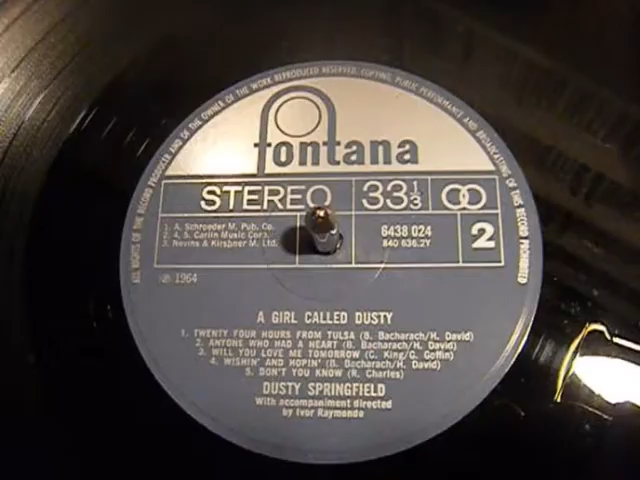 ALL RIGHTS OF THE RECORD PRODUCER AND OF THE OWNER OF THE WORK REPRODUCED RESERVED. COPYING, PUBLIC PERFORMANCE AND BROADCASTING OF THIS RECORD PROHIBITED
fontana
STEREO 33 1/3
1. A. Schroeder M. Pub. Co.
2. 4. 5. Carlin Music Corp.
3. Nevins & Kirshner M. Ltd.
6438 024
840 636.2Y
2
℗ 1964
A GIRL CALLED DUSTY
1. TWENTY FOUR HOURS FROM TULSA (B. Bacharach/H. David)
2. ANYONE WHO HAD A HEART (B. Bacharach/H. David)
3. WILL YOU LOVE ME TOMORROW (C. King/G. Goffin)
4. WISHIN' AND HOPIN' (B. Bacharach/H. David)
5. DON'T YOU KNOW (R. Charles)
DUSTY SPRINGFIELD
With accompaniment directed
by Ivor Raymonde